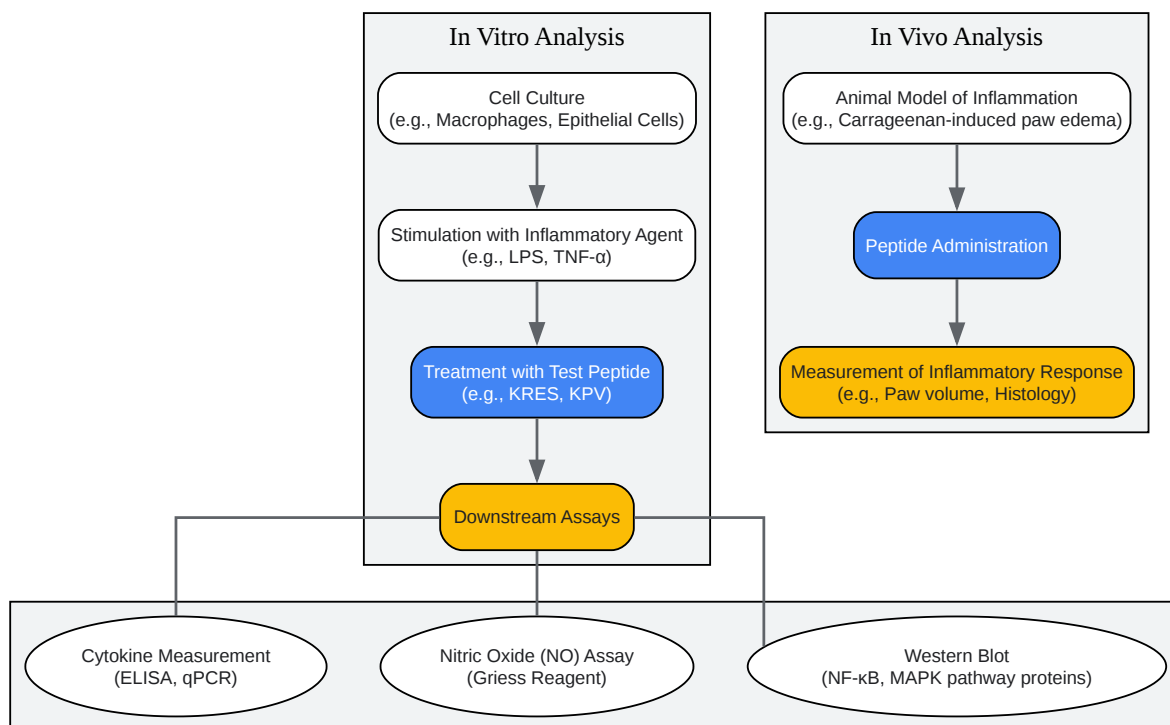 In Vitro Analysis
Cell Culture
(e.g., Macrophages, Epithelial Cells)
Stimulation with Inflammatory Agent
(e.g., LPS, TNF-α)
Treatment with Test Peptide
(e.g., KRES, KPV)
Downstream Assays
In Vivo Analysis
Animal Model of Inflammation
(e.g., Carrageenan-induced paw edema)
Peptide Administration
Measurement of Inflammatory Response
(e.g., Paw volume, Histology)
Cytokine Measurement
(ELISA, qPCR)
Nitric Oxide (NO) Assay
(Griess Reagent)
Western Blot
(NF-κB, MAPK pathway proteins)